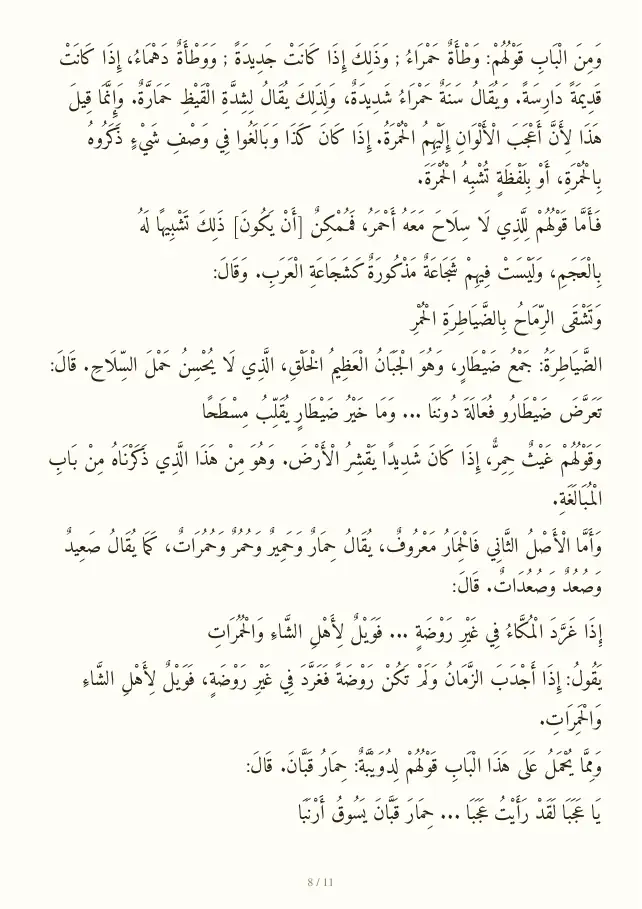 وَمِنَ الْبَابِ قَوْلُهُمْ: وَطْأَةٌ حَمْرَاءُ ; وَذَلِكَ إِذَا كَانَتْ جَدِيدَةً ; وَوَطْأَةٌ دَهْمَاءُ، إِذَا كَانَتْ
قَدِيمَةً دَارِسَةً. وَيُقَالُ سَنَةٌ حَمْرَاءُ شَدِيدَةٌ، وَلِذلِكَ يُقَالُ لِشِدَّةِ الْقَيْظِ حَمَارَّةٌ. وَإِنَّمَا قِيلَ
هَذَا لِأَنَّ أَعْجَبَ الْأَلْوَانِ إِلَيْهِمُ الْحُمْرَةُ. إِذَا كَانَ كَذَا وَبَالَغُوا فِي وَصْفِ شَيْءٍ ذَكَرُوهُ
بِالْحُمْرَةِ، أَوْ بِلَفْظَةٍ تُشْبِهُ الْحُمْرَةَ.
فَأَمَّا قَوْلُهُمْ لِلَّذِي لَا سِلَاحَ مَعَهُ أَحْمَرُ، فَمُمْكِنٌ [أَنْ يَكُونَ] ذَلِكَ تَشْبِيهًا لَهُ
بِالْعَجَمِ، وَلَيْسَتْ فِيهِمْ شَجَاعَةٌ مَذْكُورَةٌ كَشَجَاعَةِ الْعَرَبِ. وَقَالَ:
وَتَشْقَى الرِّمَاحُ بِالضَّيَاطِرَةِ الْحُمْرِ
الضَّيَاطِرَةُ: جَمْعُ ضَيْطَارٍ، وَهُوَ الْجَبَانُ الْعَظِيمُ الْخَلْقِ، الَّذِي لَا يُحْسِنُ حَمْلَ السِّلَاحِ. قَالَ:
تَعَرَّضَ ضَيْطَارُو فُعَالَةَ دُونَنَا ... وَمَا خَيْرُ ضَيْطَارٍ يُقَلِّبُ مِسْطَحًا
وَقَوْلُهُمْ غَيْثٌ حِمِرٌّ، إِذَا كَانَ شَدِيدًا يَقْشِرُ الْأَرْضَ. وَهُوَ مِنْ هَذَا الَّذِي ذَكَرْنَاهُ مِنْ بَابِ
الْمُبَالَغَةِ.
وَأَمَّا الْأَصْلُ الثَّانِي فَالْحِمَارُ مَعْرُوفٌ، يُقَالُ حِمَارٌ وَحَمِيرٌ وَحُمُرٌ وَحُمُرَاتٌ، كَمَا يُقَالُ صَعِيدٌ
وَصُعُدٌ وَصُعُدَاتٌ. قَالَ:
إِذَا غَرَّدَ الْمُكَّاءُ فِي غَيْرِ رَوْضَةٍ ... فَوَيْلٌ لِأَهْلِ الشَّاءِ وَالْحُمُرَاتِ
يَقُولُ: إِذَا أَجْدَبَ الزَّمَانُ وَلَمْ تَكُنْ رَوْضَةً فَغَرَّدَ فِي غَيْرِ رَوْضَةٍ، فَوَيْلٌ لِأَهْلِ الشَّاءِ
وَالْحَمِرَاتِ.
وَمِمَّا يُحْمَلُ عَلَى هَذَا الْبَابِ قَوْلُهُمْ لِدُوَيْبَّةٌ: حِمَارُ قَبَّانَ. قَالَ:
يَا عَجَبَا لَقَدْ رَأَيْتُ عَجَبَا ... حِمَارَ قَبَّانَ يَسُوقُ أَرْنَبَا
8 / 11